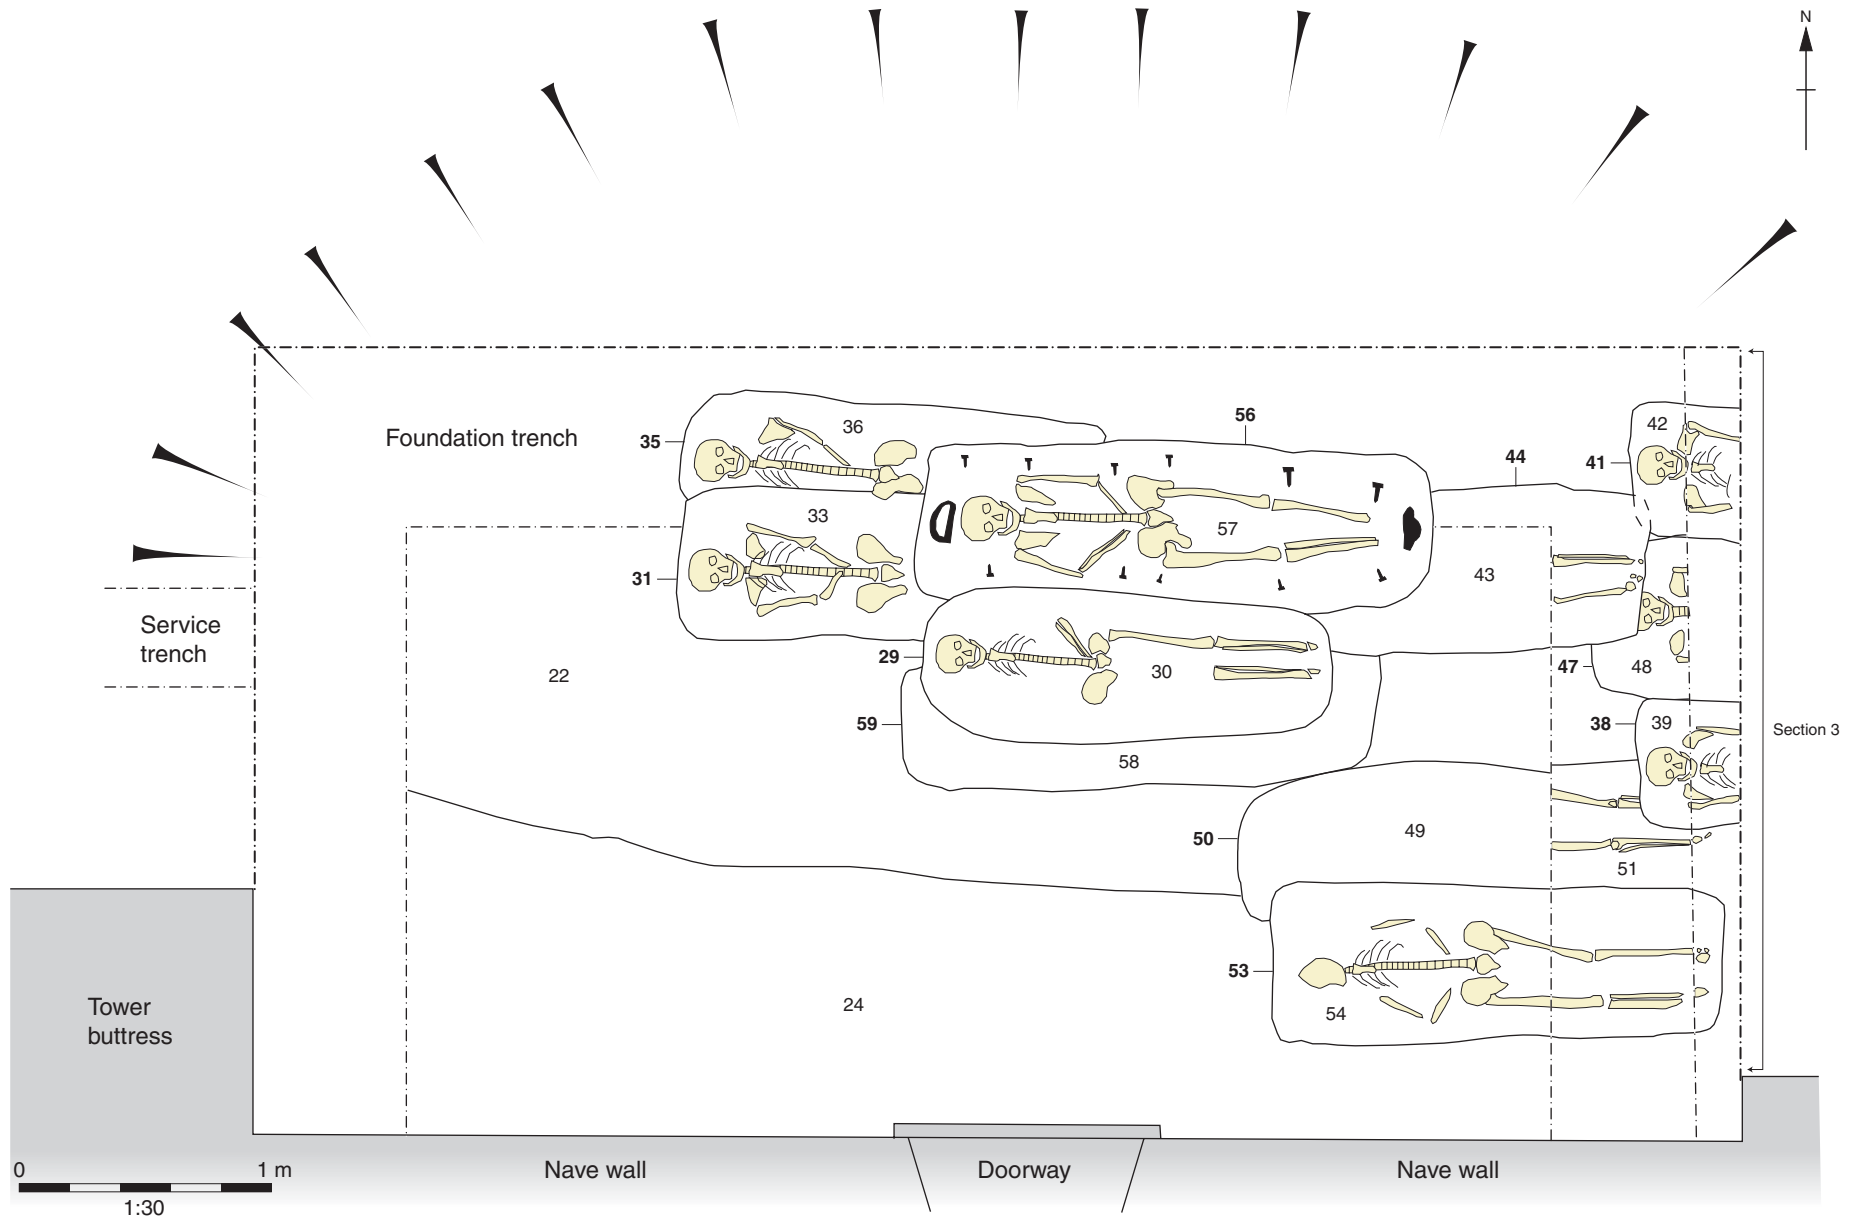 N
56
36
35
Foundation trench
42
44
41
33
57
31
43
Service
trench
29
30
22
47
48
59
38
39
Section 3
58
50
49
51
53
54
24
Tower
buttress
0
1 m
1:30
Nave wall
Doorway
Nave wall